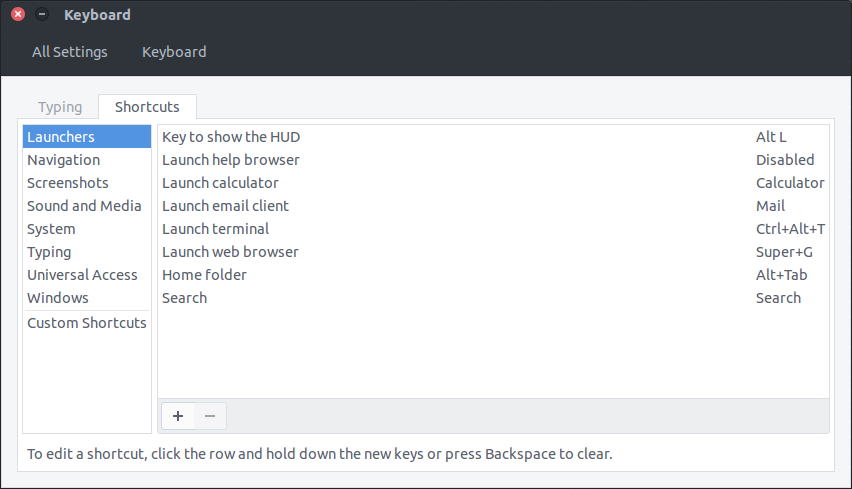 Keyboard
All Settings Keyboard
Typing Shortcuts
Launchers
Navigation
Screenshots
Sound and Media
System
Typing
Universal Access
Windows
Custom Shortcuts
Key to show the HUD Alt L
Launch help browser Disabled
Launch calculator Calculator
Launch email client Mail
Launch terminal Ctrl+Alt+T
Launch web browser Super+G
Home folder Alt+Tab
Search Search
To edit a shortcut, click the row and hold down the new keys or press Backspace to clear.